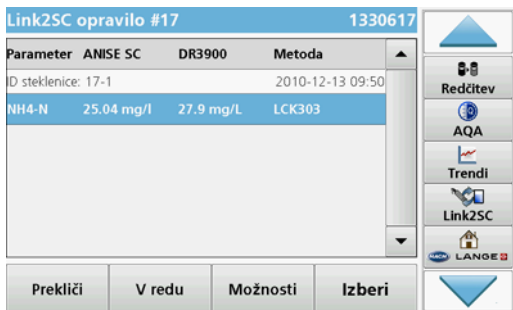 Link2SC opravilo #17 1330617
Parameter ANISE SC DR3900 Metoda
ID steklenice: 17-1 2010-12-13 09:50
NH4-N 25.04 mg/l 27.9 mg/L LCK303
Prekliči V redu Možnosti Izberi
Redčitev
AQA
Trendi
Link2SC
HACH LANGE